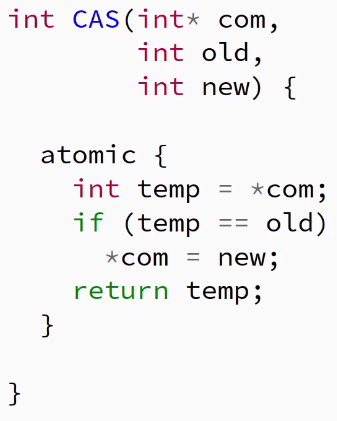 int CAS(int* com,
        int old,
        int new) {

  atomic {
    int temp = *com;
    if (temp == old)
      *com = new;
    return temp;
  }

}